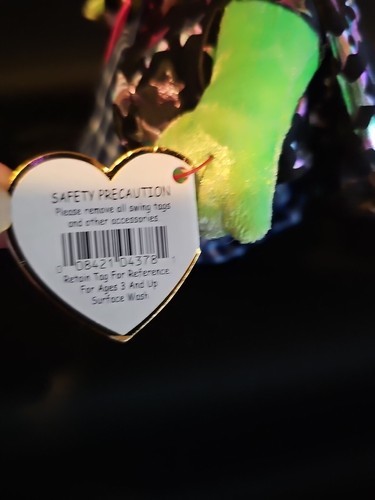 SAFETY PRECAUTION
Please remove all swing tags
and other accessories
0 08421 04378 1
Retain Tag For Reference.
For Ages 3 And Up
Surface Wash